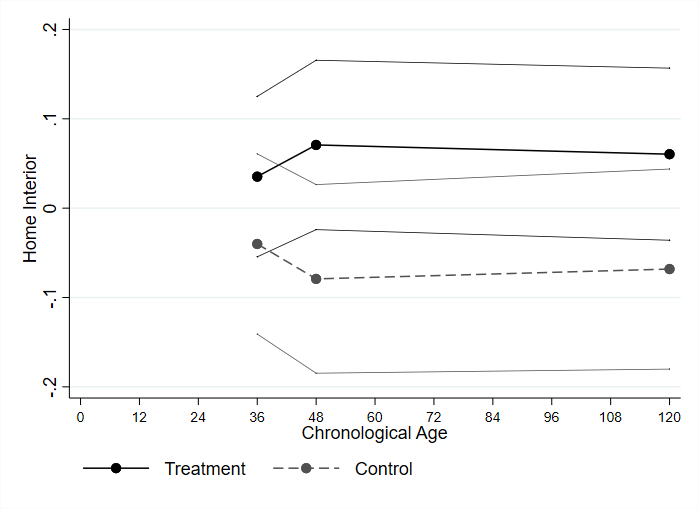 Home Interior
.2
.1
0
-.1
-.2
0 12 24 36 48 60 72 84 96 108 120
Chronological Age
Treatment Control